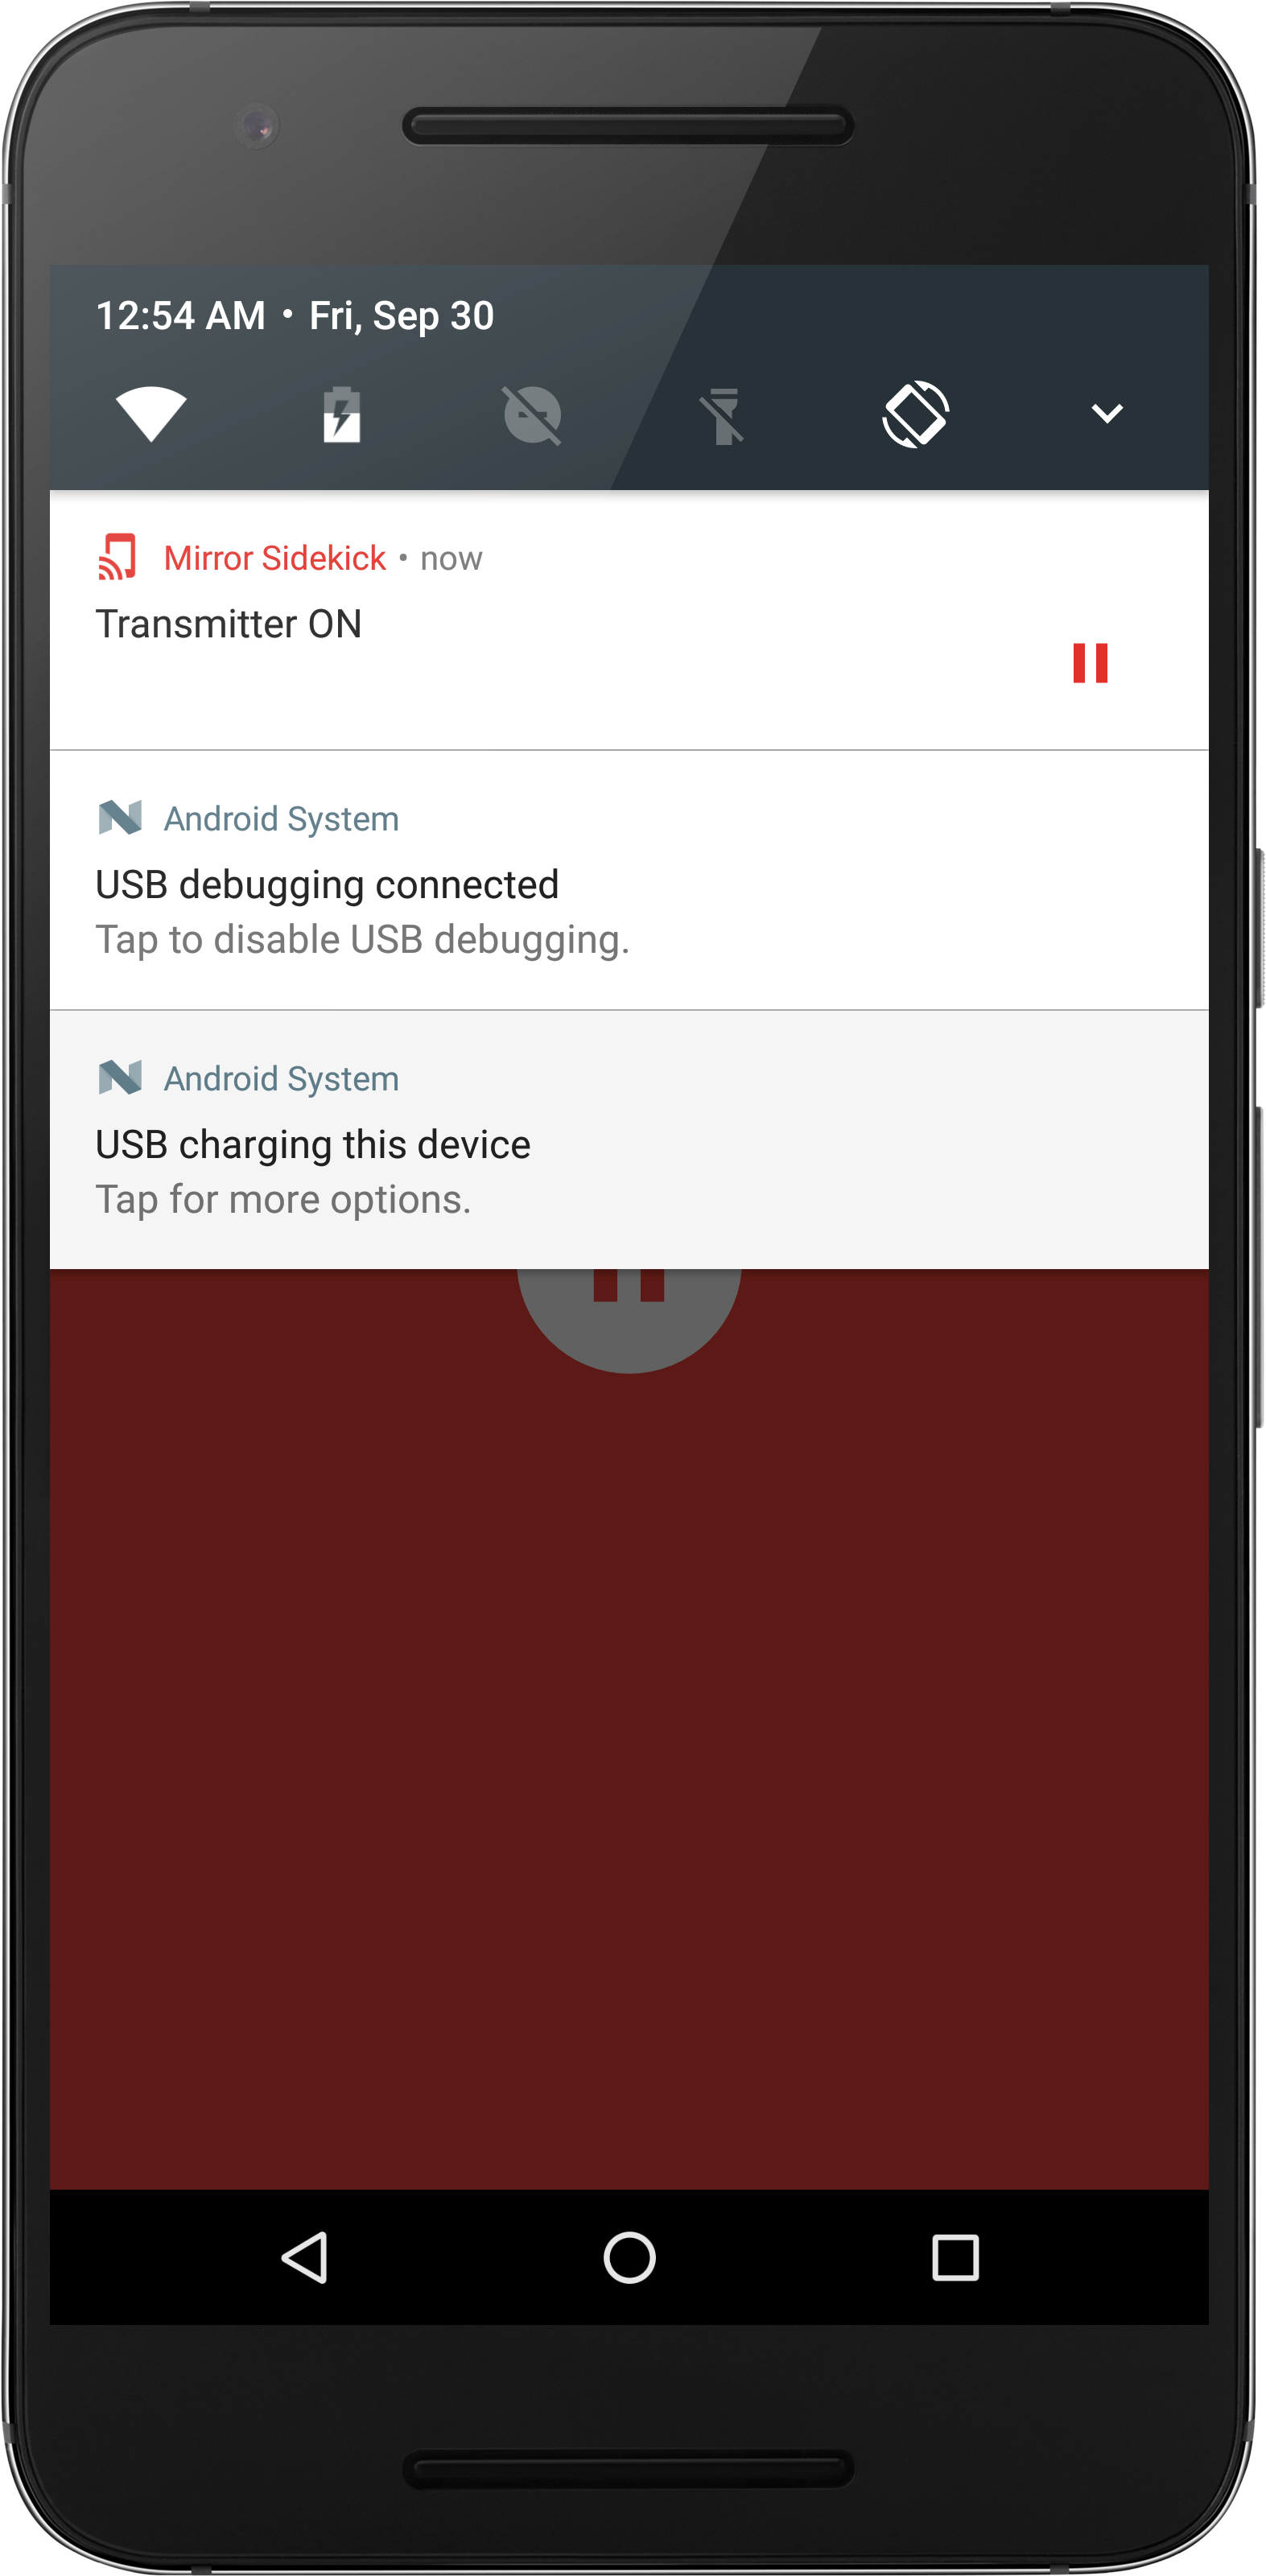 12:54 AM • Fri, Sep 30
Mirror Sidekick • now
Transmitter ON
Android System
USB debugging connected
Tap to disable USB debugging.
Android System
USB charging this device
Tap for more options.